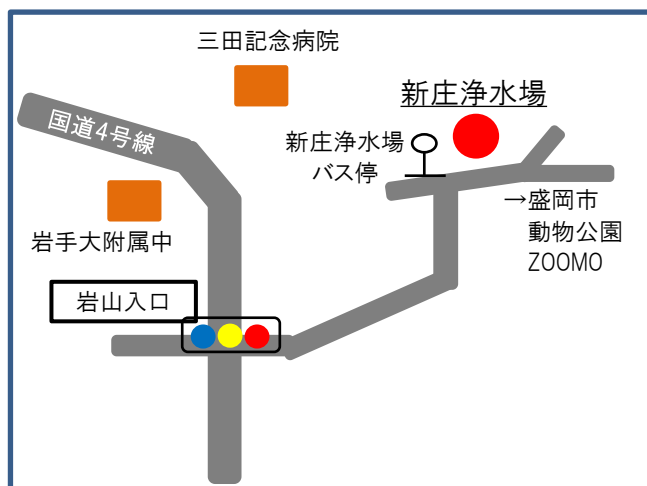 三田記念病院
新庄浄水場
国道4号線
新庄浄水場
バス停
→盛岡市
動物公園
ZOOMO
岩手大附属中
岩山入口